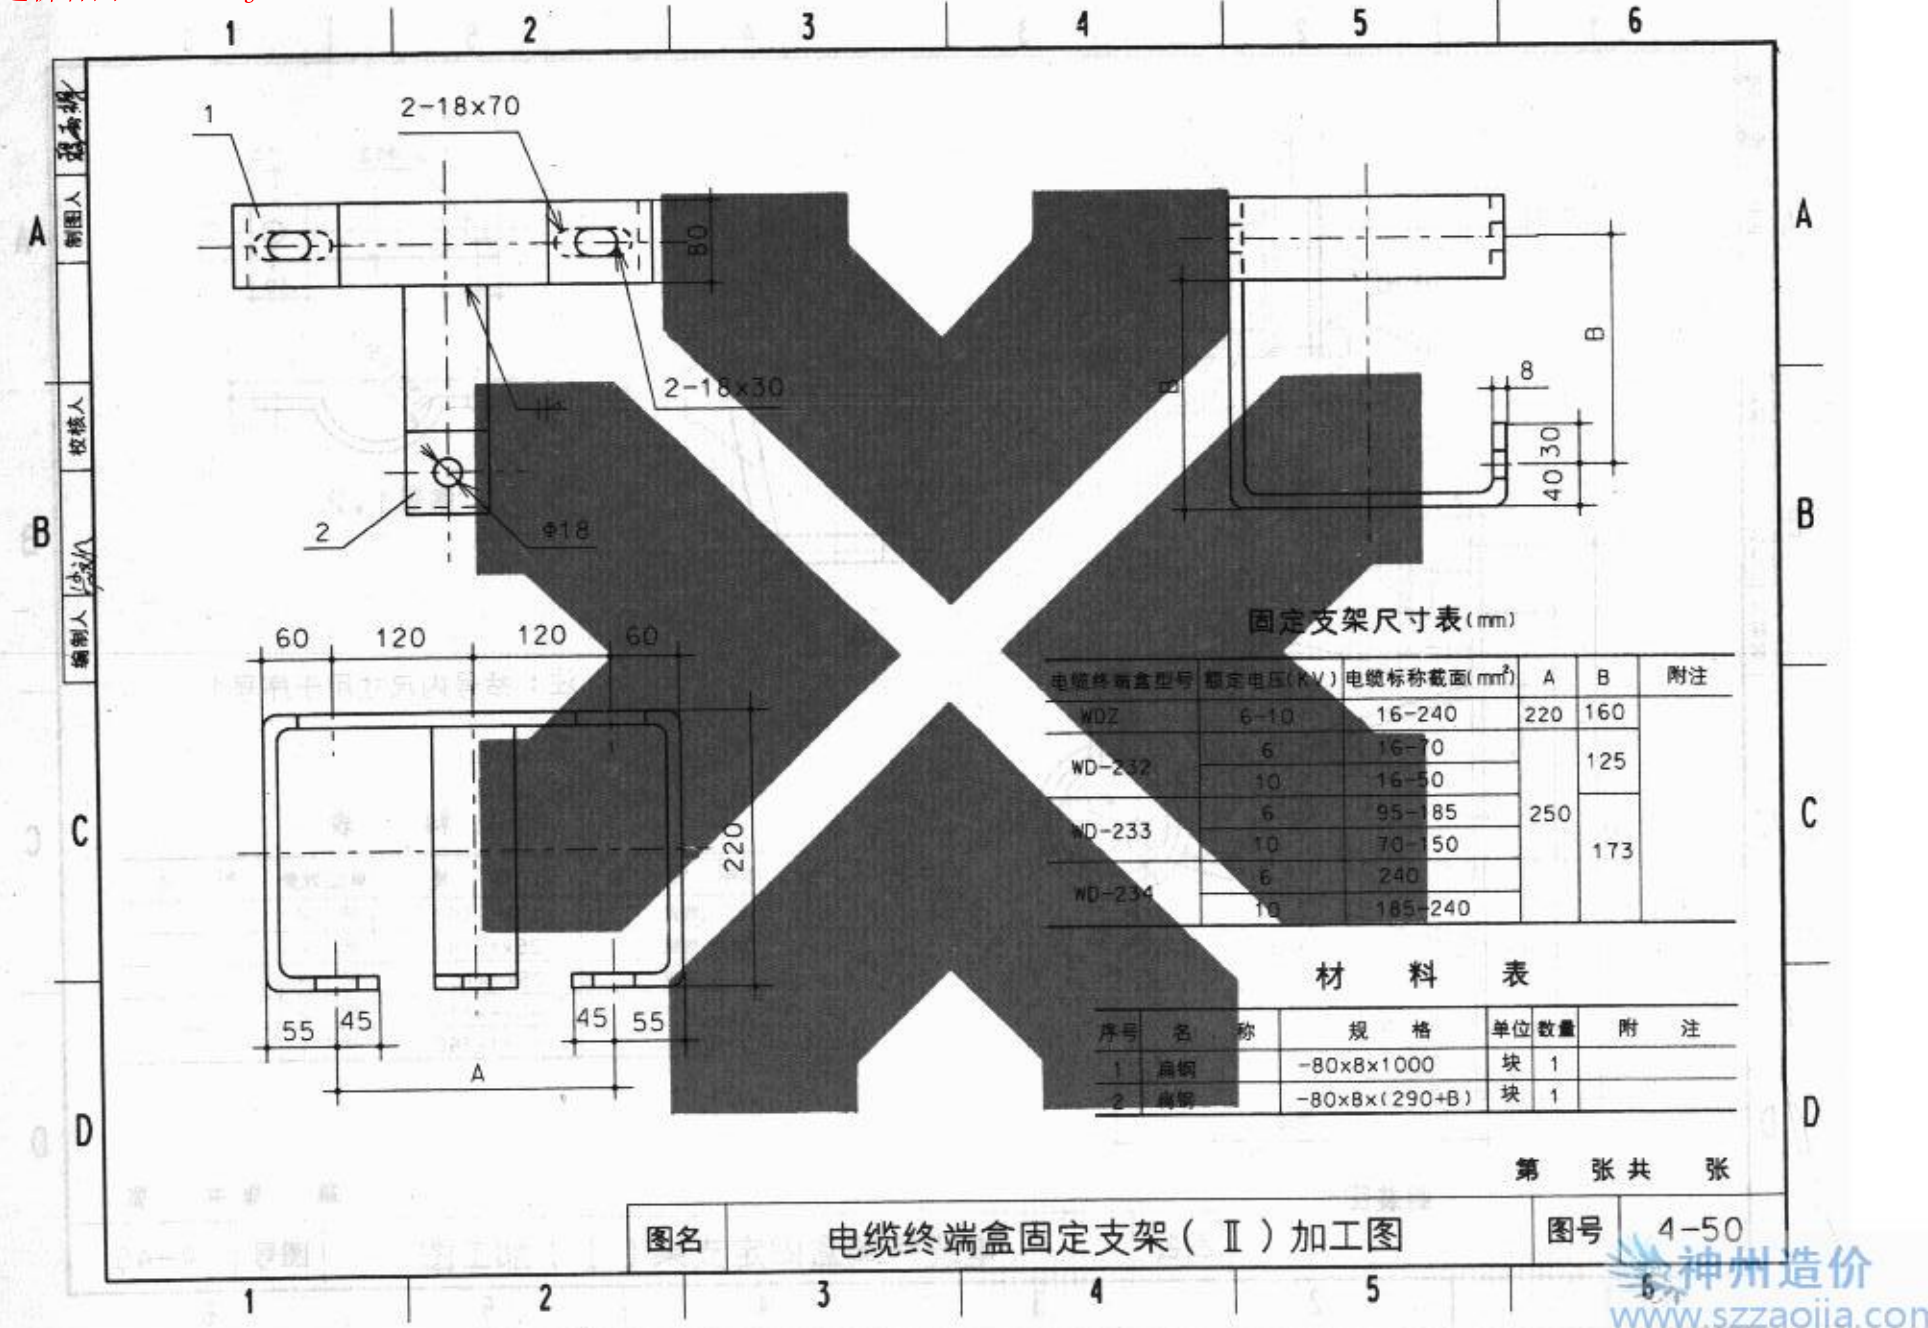 1 2 3 4 5 6
A
B
C
D
A
B
C
D
制图人
校核人
编制人
1
2-18x70
80
2-18x30
2
Φ18
B
B
8
30
40
60 120 120 60
220
55 45 45 55
A
固定支架尺寸表(mm)
电缆终端盒型号 额定电压(KV) 电缆标称截面(mm²) A B 附注
WDZ 6-10 16-240 220 160
WD-232 6 16-70 250 125
10 16-50
WD-233 6 95-185 173
10 70-150
WD-234 6 240
10 185-240
材 料 表
序号 名 称 规 格 单位 数量 附 注
1 扁钢 -80x8x1000 块 1
2 扁钢 -80x8x(290+B) 块 1
第 张 共 张
图名 电缆终端盒固定支架(Ⅱ)加工图 图号 4-50
1 2 3 4 5 6
神州造价
www.szzaojia.com